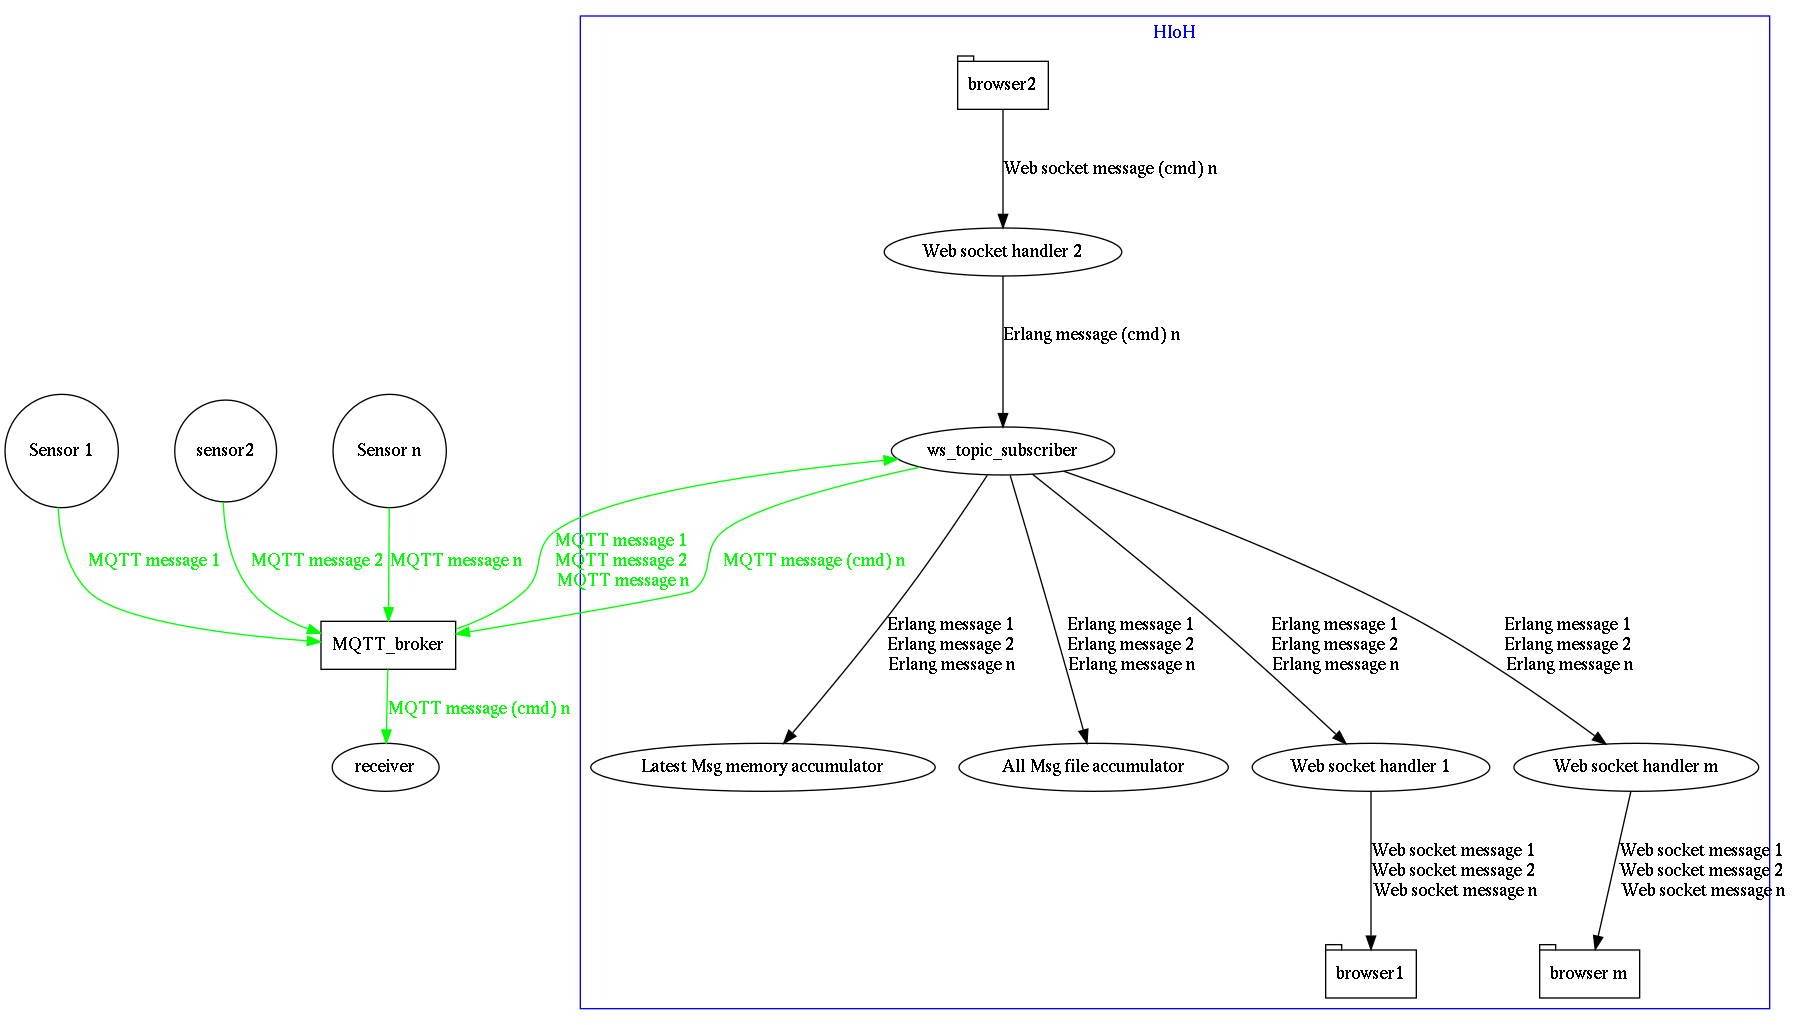 HIoH
browser2
Web socket message (cmd) n
Web socket handler 2
Erlang message (cmd) n
Sensor 1
sensor2
Sensor n
ws_topic_subscriber
MQTT message 1
MQTT message 2
MQTT message n
MQTT message 1
MQTT message 2
MQTT message n
MQTT message (cmd) n
MQTT_broker
Erlang message 1
Erlang message 2
Erlang message n
Erlang message 1
Erlang message 2
Erlang message n
Erlang message 1
Erlang message 2
Erlang message n
Erlang message 1
Erlang message 2
Erlang message n
MQTT message (cmd) n
receiver
Latest Msg memory accumulator
All Msg file accumulator
Web socket handler 1
Web socket handler m
Web socket message 1
Web socket message 2
Web socket message n
Web socket message 1
Web socket message 2
Web socket message n
browser1
browser m